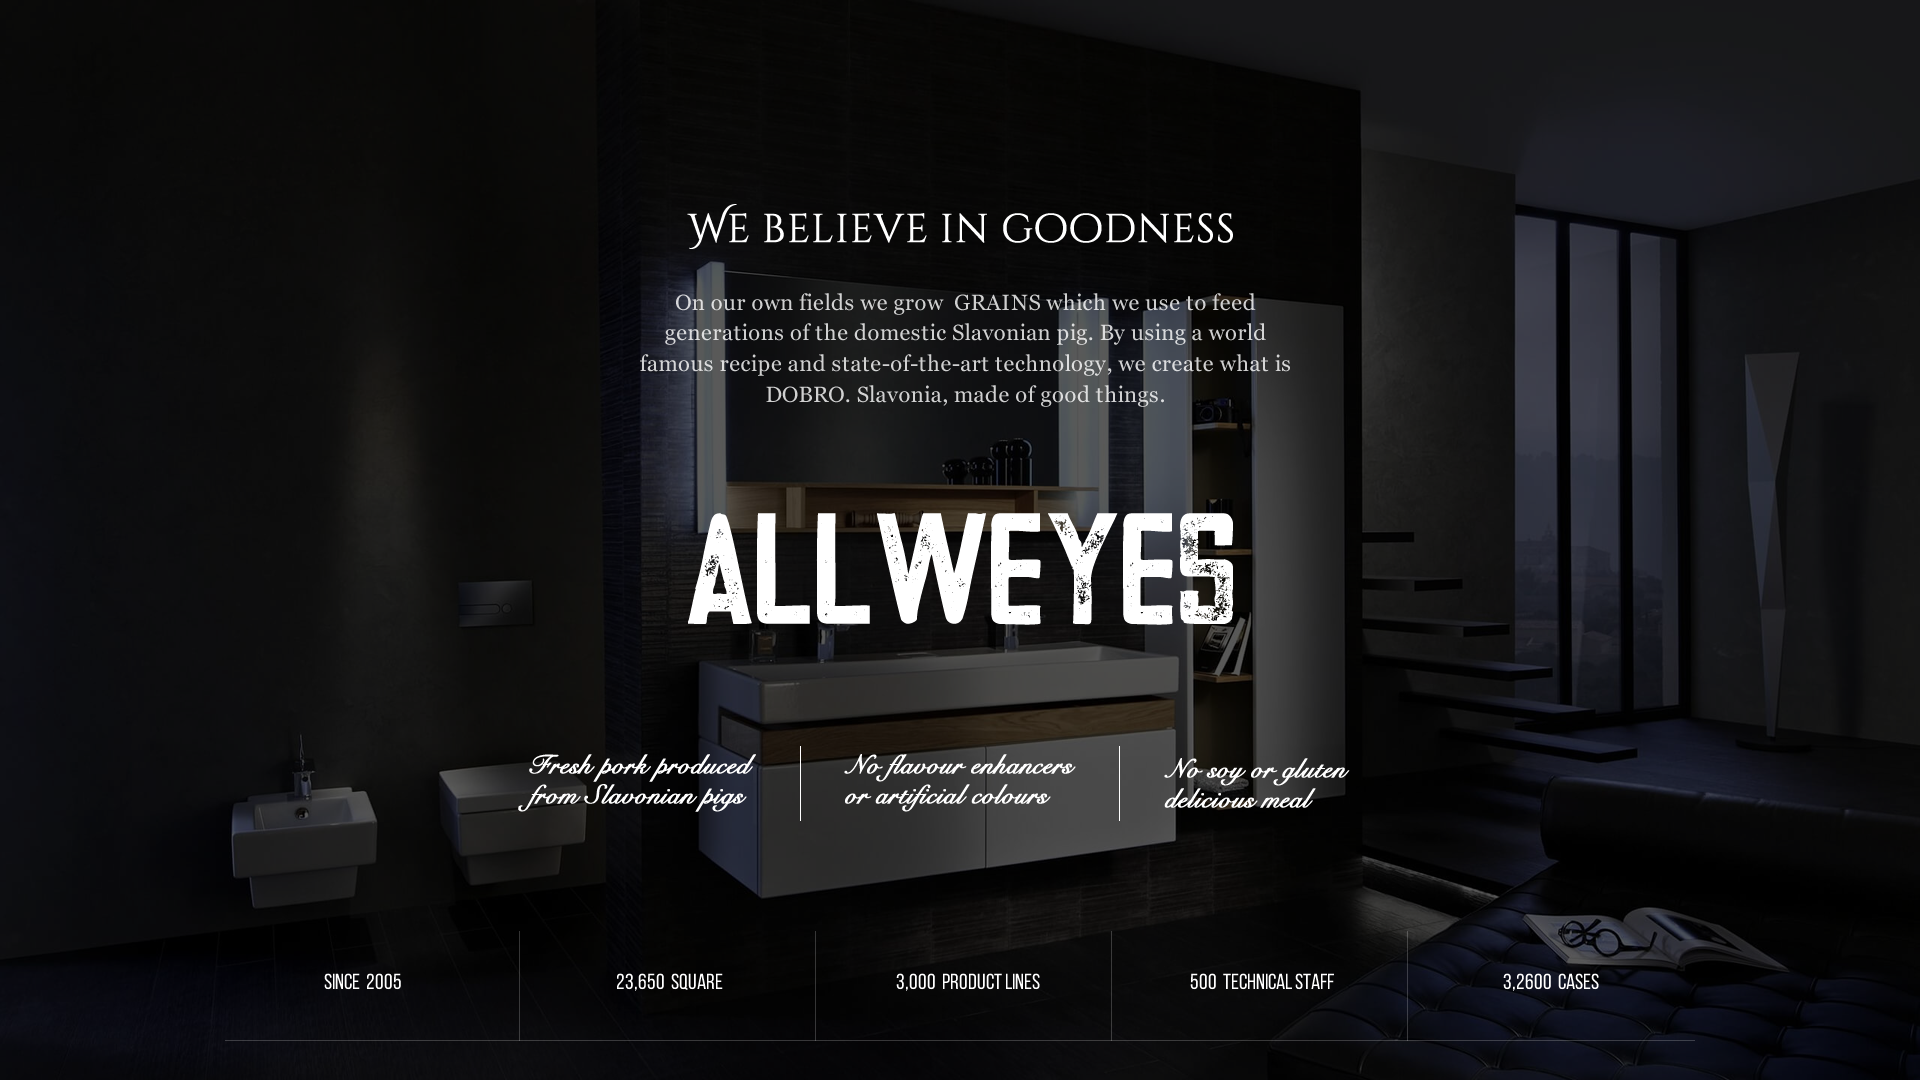 We believe in goodness
On our own fields we grow GRAINS which we use to feed
generations of the domestic Slavonian pig. By using a world
famous recipe and state-of-the-art technology, we create what is
DOBRO. Slavonia, made of good things.
ALLWEYES
Fresh pork produced
from Slavonian pigs
No flavour enhancers
or artificial colours
No soy or gluten
delicious meal
SINCE 2005
23,650 SQUARE
3,000 PRODUCT LINES
500 TECHNICAL STAFF
3,2600 CASES